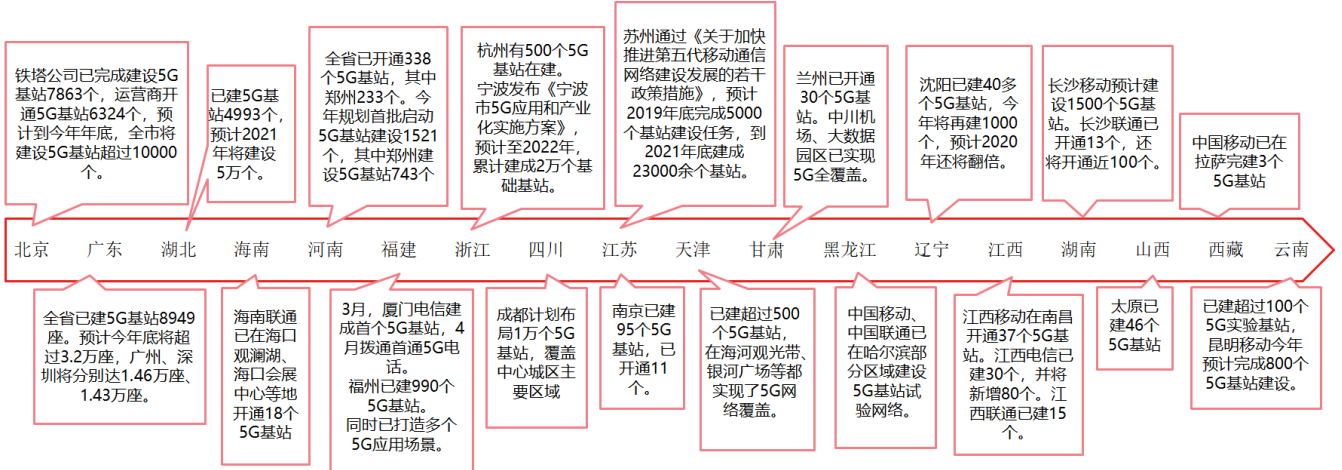 铁塔公司已完成建设5G
基站7863个，运营商开
通5G基站6324个，预
计到今年年底，全市将
建设5G基站超过10000
个。
已建5G基
站4993个，
预计2021
年将建设
5万个。
全省已开通338
个5G基站，其中
郑州233个。今
年规划首批启动
5G基站建设1521
个，其中郑州建
设5G基站743个
杭州有500个5G
基站在建。
宁波发布《宁波
市5G应用和产业
化实施方案》，
预计至2022年，
累计建成2万个基
础基站。
苏州通过《关于加快
推进第五代移动通信
网络建设发展的若干
政策措施》，预计
2019年底完成5000
个基站建设任务，到
2021年底建成
23000余个基站。
兰州已开通
30个5G基
站。中川机
场、大数据
园区已实现
5G全覆盖。
沈阳已建40多
个5G基站，今
年将再建1000
个，预计2020
年还将翻倍。
长沙移动预计建
设1500个5G基
站。长沙联通已
开通13个，还
将开通近100个。
中国移动已在
拉萨完建3个
5G基站
北京 广东 湖北 海南 河南 福建 浙江 四川 江苏 天津 甘肃 黑龙江 辽宁 江西 湖南 山西 西藏 云南
全省已建5G基站8949
座。预计今年底将超
过3.2万座，广州、深
圳将分别达1.46万座、
1.43万座。
海南联通
已在海口
观澜湖、
海口会展
中心等地
开通18个
5G基站
3月，厦门电信建
成首个5G基站，4
月拨通首通5G电
话。
福州已建990个
5G基站。
同时已打造多个
5G应用场景。
成都计划布
局1万个5G
基站，覆盖
中心城区主
要区域
南京已建
95个5G
基站，已
开通11
个。
已建超过500
个5G基站，
在海河观光带、
银河广场等都
实现了5G网
络覆盖。
中国移动、
中国联通已
在哈尔滨部
分区域建设
5G基站试
验网络。
江西移动在南昌
开通37个5G基
站。江西电信已
建30个，并将
新增80个。江
西联通已建15
个。
太原已
建46个
5G基站
已建超过100个
5G实验基站，
昆明移动今年
预计完成800个
5G基站建设。